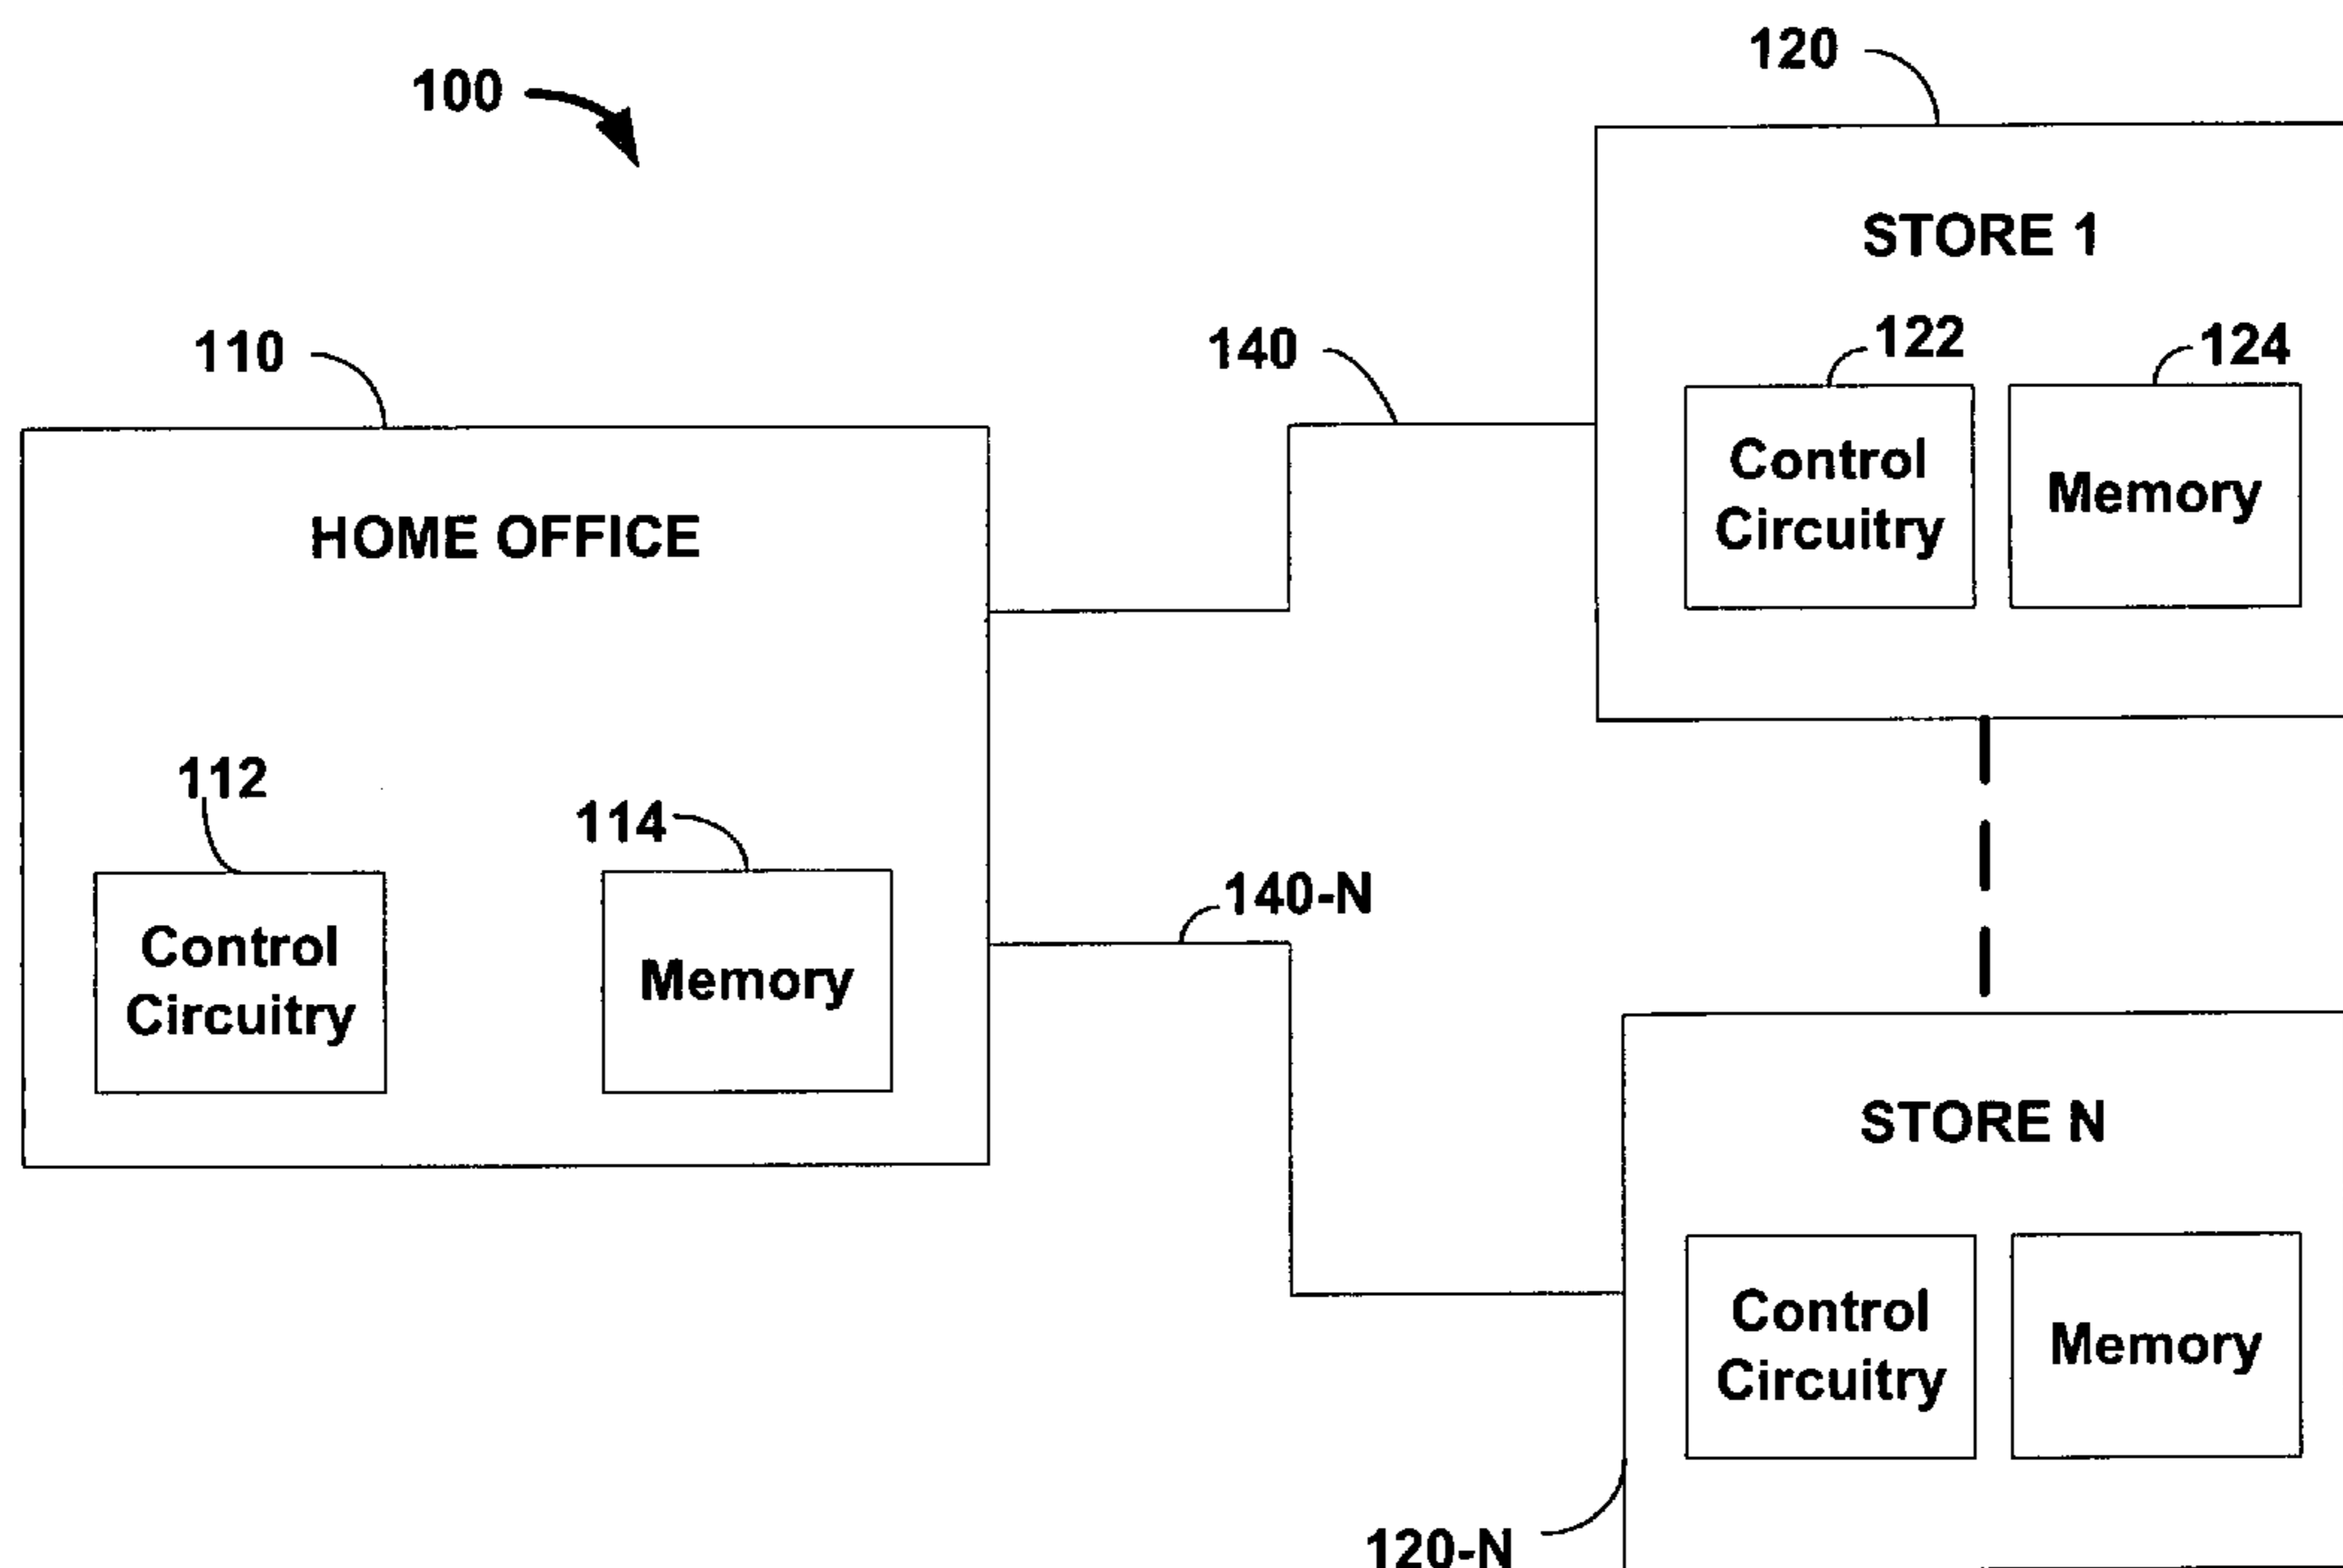 100
120
STORE 1
122
124
Control
Circuitry
Memory
110
140
HOME OFFICE
112
114
Control
Circuitry
Memory
140-N
STORE N
Control
Circuitry
Memory
120-N